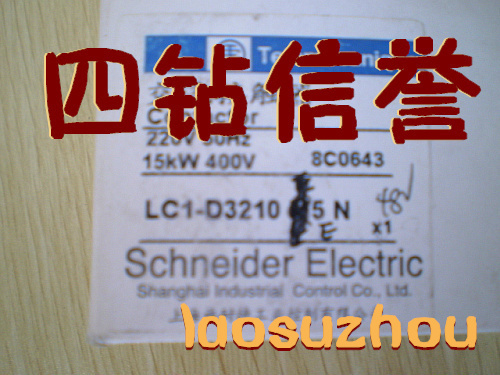 四钻信誉
220V 50Hz
15kW 400V 8C0643
LC1-D3210 5 N
E
x1
Schneider Electric
Shanghai Industrial Control Co., Ltd.
laosuzhou